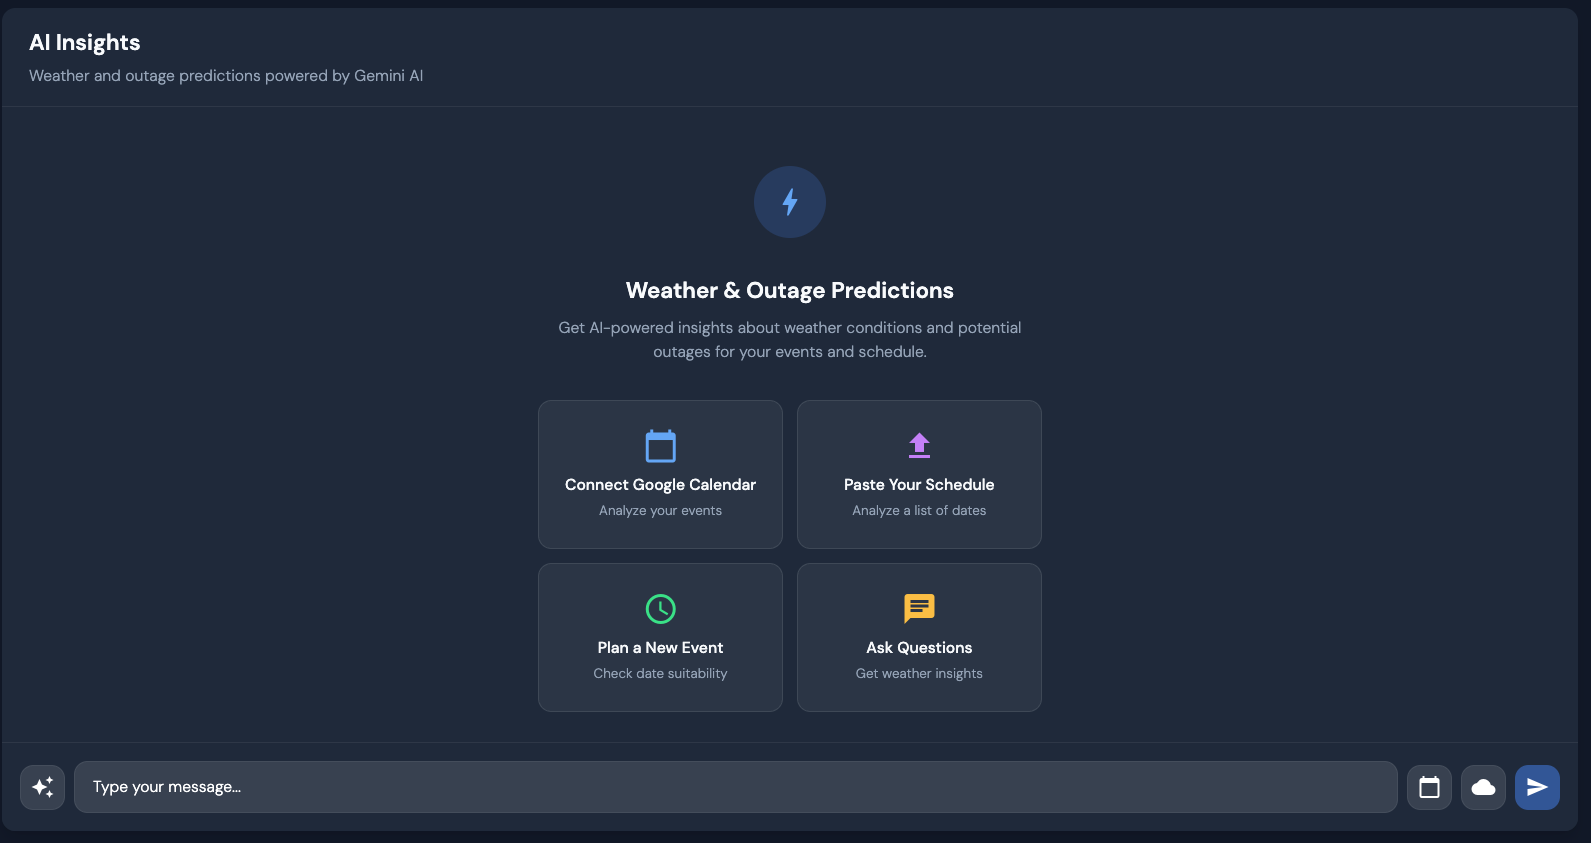 AI Insights
Weather and outage predictions powered by Gemini AI
Weather & Outage Predictions
Get AI-powered insights about weather conditions and potential
outages for your events and schedule.
Connect Google Calendar
Analyze your events
Paste Your Schedule
Analyze a list of dates
Plan a New Event
Check date suitability
Ask Questions
Get weather insights
Type your message...